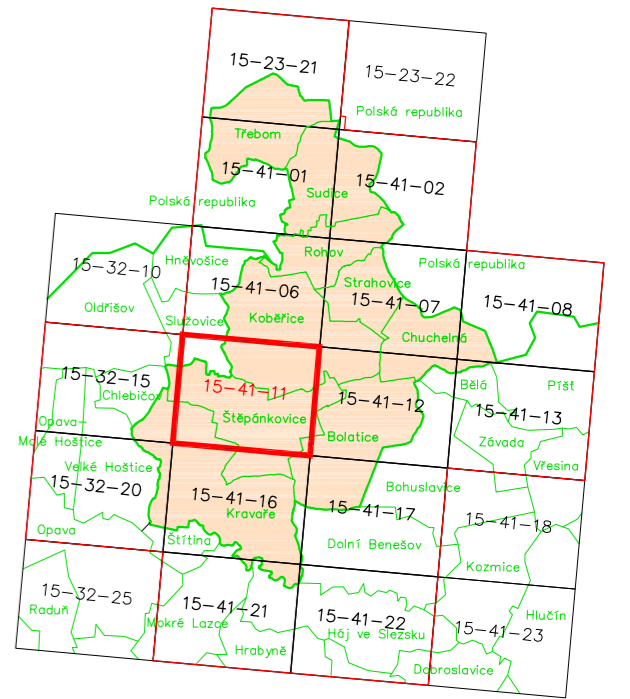 15-23-21
15-23-22
Polská republika
Třebom
15-41-01
15-41-02
Sudice
Polská republika
Rohov
Hněvošice
Polská republika
15-32-10
15-41-06
Strahovice
15-41-07
15-41-08
Oldřišov
Služovice
Kobeřice
Chuchelná
15-32-15
Chlebičov
15-41-11
15-41-12
Bělá
Píšť
15-41-13
Opava-
Malé Hoštice
Štěpánkovice
Bolatice
Závada
Velké Hoštice
Vřesina
15-32-20
15-41-16
Bohuslavice
Kravaře
15-41-17
15-41-18
Opava
Štítina
Dolní Benešov
Kozmice
15-32-25
Raduň
15-41-21
Mokré Lazce
15-41-22
Háj ve Slezsku
Hlučín
15-41-23
Hrabyně
Dobroslavice